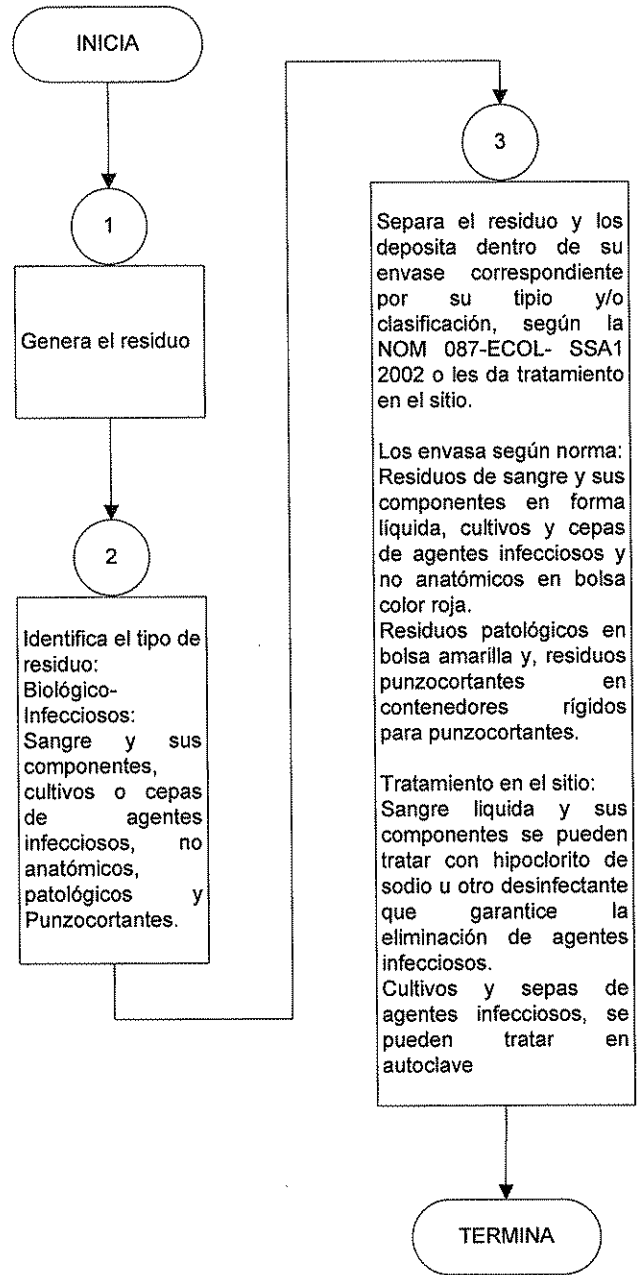 INICIA
1
Genera el residuo
2
Identifica el tipo de
residuo:
Biológico-
Infecciosos:
Sangre y sus
componentes,
cultivos o cepas
de agentes
infecciosos, no
anatómicos,
patológicos y
Punzocortantes.
3
Separa el residuo y los
deposita dentro de su
envase correspondiente
por su tipio y/o
clasificación, según la
NOM 087-ECOL- SSA1
2002 o les da tratamiento
en el sitio.
Los envasa según norma:
Residuos de sangre y sus
componentes en forma
líquida, cultivos y cepas
de agentes infecciosos y
no anatómicos en bolsa
color roja.
Residuos patológicos en
bolsa amarilla y, residuos
punzocortantes en
contenedores rígidos
para punzocortantes.
Tratamiento en el sitio:
Sangre liquida y sus
componentes se pueden
tratar con hipoclorito de
sodio u otro desinfectante
que garantice la
eliminación de agentes
infecciosos.
Cultivos y sepas de
agentes infecciosos, se
pueden tratar en
autoclave
TERMINA